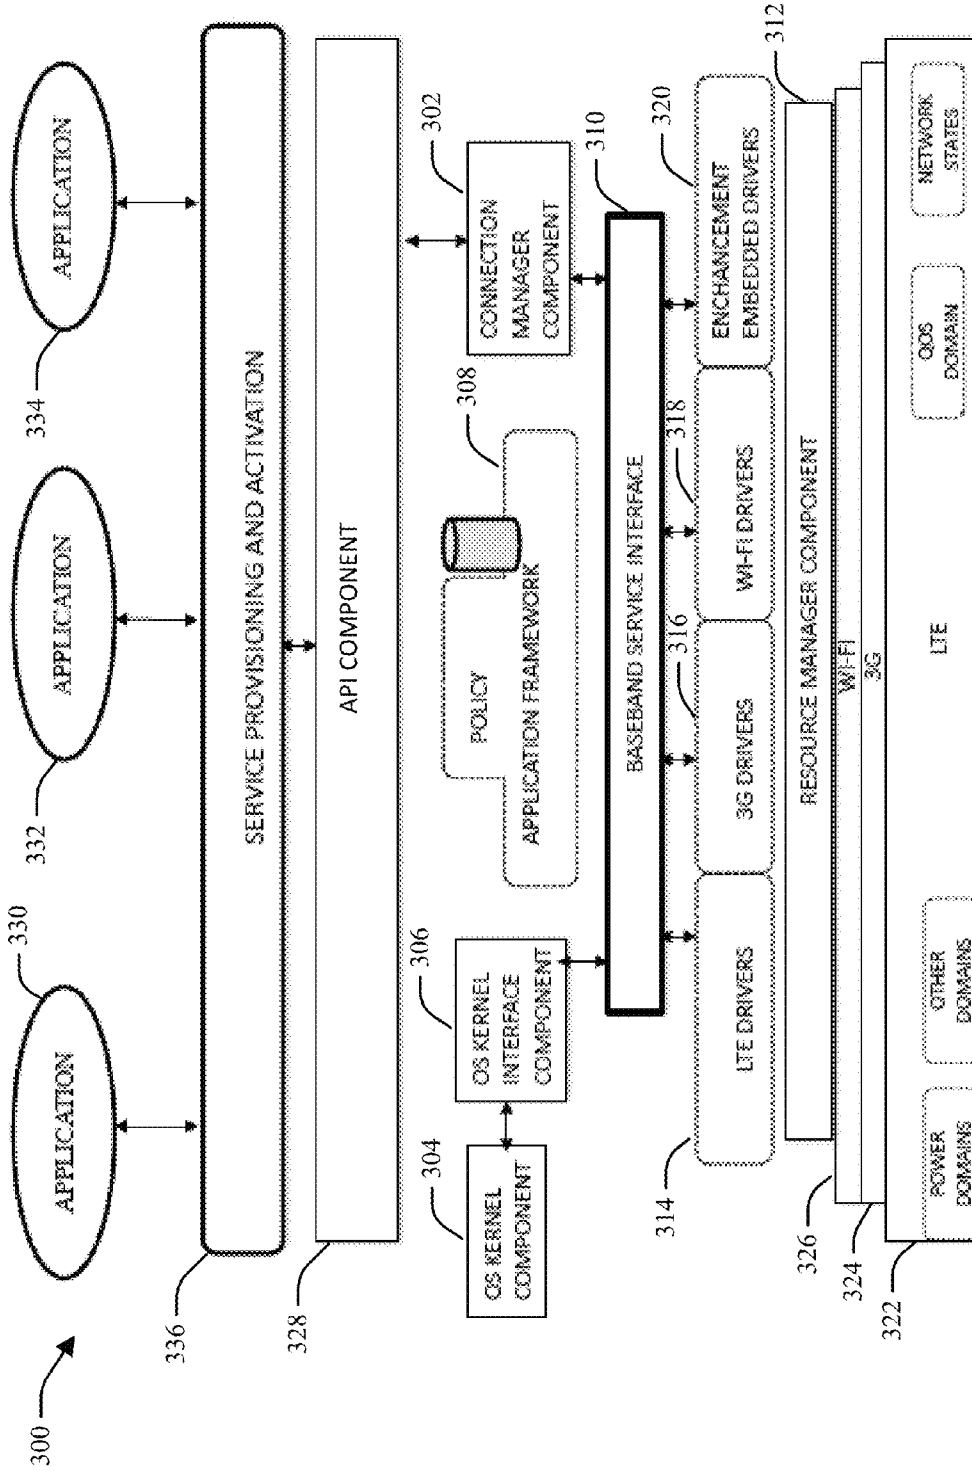 300
330
332
334
APPLICATION
APPLICATION
APPLICATION
336
SERVICE PROVISIONING AND ACTIVATION
328
API COMPONENT
304
OS KERNEL
COMPONENT
306
OS KERNEL
INTERFACE
COMPONENT
POLICY
308
APPLICATION FRAMEWORK
302
CONNECTION
MANAGER
COMPONENT
310
BASEBAND SERVICE INTERFACE
314
LTE DRIVERS
316
3G DRIVERS
318
WI-FI DRIVERS
320
ENCHANCEMENT
EMBEDDED DRIVERS
312
RESOURCE MANAGER COMPONENT
326
WI-FI
324
3G
322
POWER
DOMAINS
OTHER
DOMAINS
LTE
QOS
DOMAIN
NETWORK
STATES